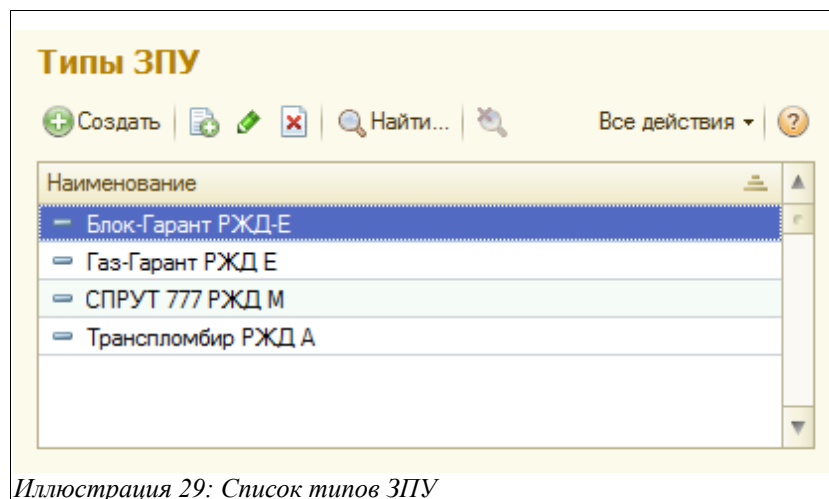 Типы ЗПУ
Создать Найти... Все действия ?
Наименование
Блок-Гарант РЖД-Е
Газ-Гарант РЖД Е
СПРУТ 777 РЖД М
Транспломбир РЖД А
Иллюстрация 29: Список типов ЗПУ